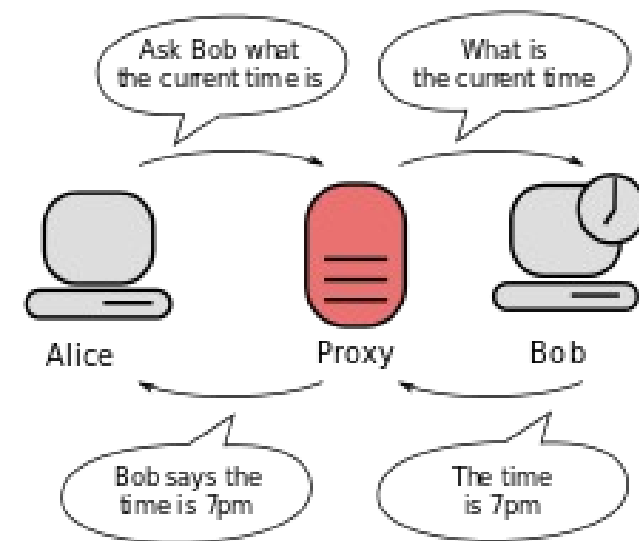 Ask Bob what
the current time is
What is
the current time
Alice
Proxy
Bob
Bob says the
time is 7pm
The time
is 7pm